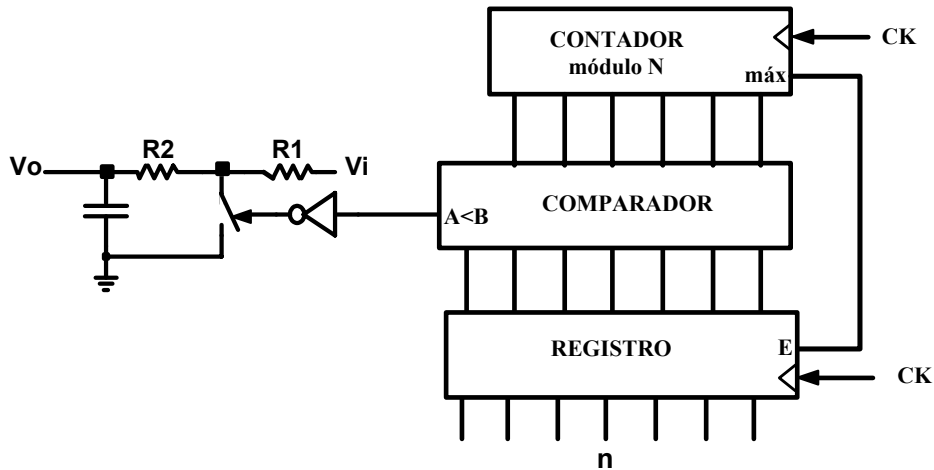 CONTADOR
módulo N
CK
máx
R2
R1
Vo
Vi
COMPARADOR
A<B
REGISTRO
E
CK
n